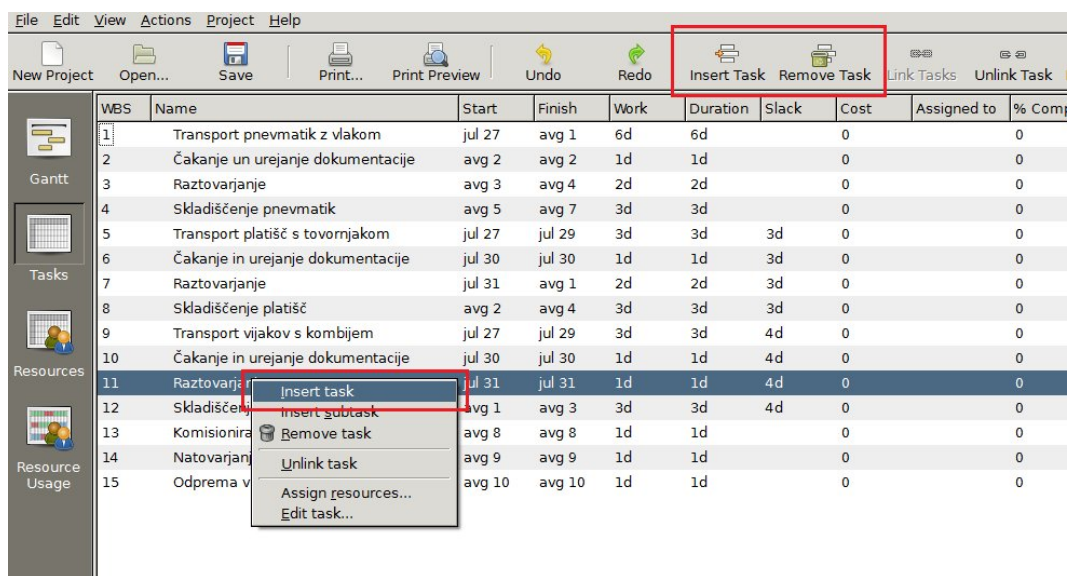 File Edit View Actions Project Help
New Project Open... Save Print... Print Preview Undo Redo Insert Task Remove Task Link Tasks Unlink Task
WBS Name Start Finish Work Duration Slack Cost Assigned to % Comp
1 Transport pnevmatik z vlakom jul 27 avg 1 6d 6d 0 0
2 Čakanje un urejanje dokumentacije avg 2 avg 2 1d 1d 0 0
Gantt
3 Raztovarjanje avg 3 avg 4 2d 2d 0 0
4 Skladiščenje pnevmatik avg 5 avg 7 3d 3d 0 0
5 Transport platišč s tovornjakom jul 27 jul 29 3d 3d 3d 0 0
6 Čakanje in urejanje dokumentacije jul 30 jul 30 1d 1d 3d 0 0
Tasks
7 Raztovarjanje jul 31 avg 1 2d 2d 3d 0 0
8 Skladiščenje platišč avg 2 avg 4 3d 3d 3d 0 0
9 Transport vijakov s kombijem jul 27 jul 29 3d 3d 4d 0 0
10 Čakanje in urejanje dokumentacije jul 30 jul 30 1d 1d 4d 0 0
Resources
11 Raztovarjan jul 31 jul 31 1d 1d 4d 0 0
12 Skladiščenj avg 1 avg 3 3d 3d 4d 0 0
13 Komisionira avg 8 avg 8 1d 1d 0 0
14 Natovarjanj avg 9 avg 9 1d 1d 0 0
15 Odprema v avg 10 avg 10 1d 1d 0 0
Resource
Usage
Insert task
Insert subtask
Remove task
Unlink task
Assign resources...
Edit task...